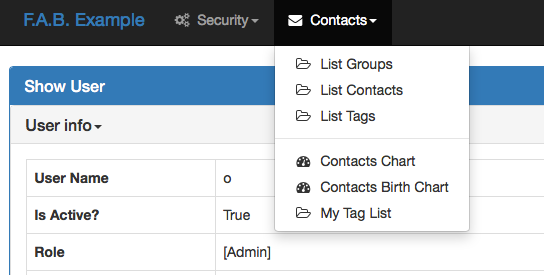 F.A.B. Example Security Contacts
List Groups
List Contacts
List Tags
Contacts Chart
Contacts Birth Chart
My Tag List
Show User
User info
User Name o
Is Active? True
Role [Admin]